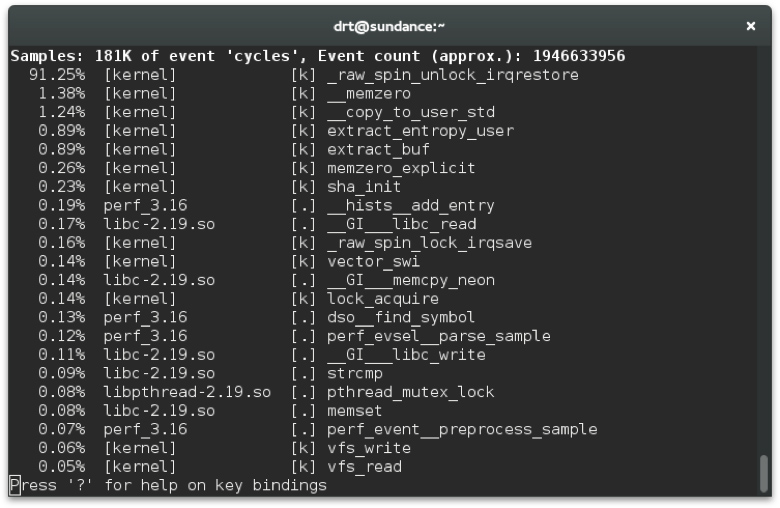 drt@sundance:~ ×
Samples: 181K of event 'cycles', Event count (approx.): 1946633956
91.25% [kernel] [k] _raw_spin_unlock_irqrestore
1.38% [kernel] [k] __memzero
1.24% [kernel] [k] __copy_to_user_std
0.89% [kernel] [k] extract_entropy_user
0.89% [kernel] [k] extract_buf
0.26% [kernel] [k] memzero_explicit
0.23% [kernel] [k] sha_init
0.19% perf_3.16 [.] __hists__add_entry
0.17% libc-2.19.so [.] __GI___libc_read
0.16% [kernel] [k] _raw_spin_lock_irqsave
0.14% [kernel] [k] vector_swi
0.14% libc-2.19.so [.] __GI___memcpy_neon
0.14% [kernel] [k] lock_acquire
0.13% perf_3.16 [.] dso__find_symbol
0.12% perf_3.16 [.] perf_evsel__parse_sample
0.11% libc-2.19.so [.] __GI___libc_write
0.09% libc-2.19.so [.] strcmp
0.08% libpthread-2.19.so [.] pthread_mutex_lock
0.08% libc-2.19.so [.] memset
0.07% perf_3.16 [.] perf_event__preprocess_sample
0.06% [kernel] [k] vfs_write
0.05% [kernel] [k] vfs_read
Press '?' for help on key bindings